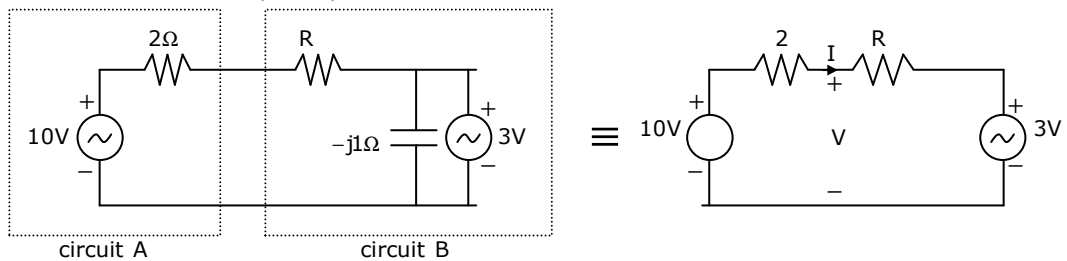 2Ω R 2 I R
+ + + + +
10V −j1Ω 3V ≡ 10V V 3V
− − − − −
circuit A circuit B